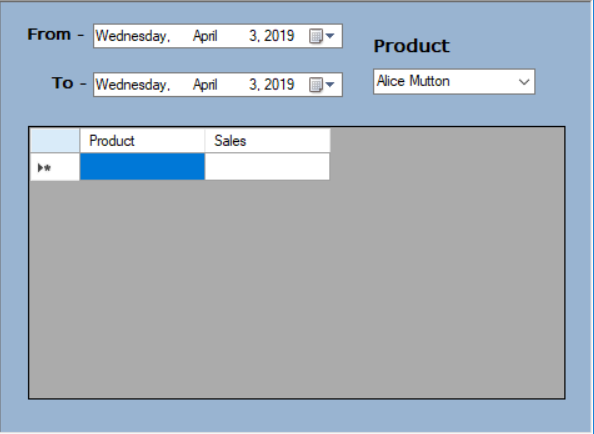 From - Wednesday, April 3, 2019
Product
To - Wednesday, April 3, 2019
Alice Mutton
Product Sales